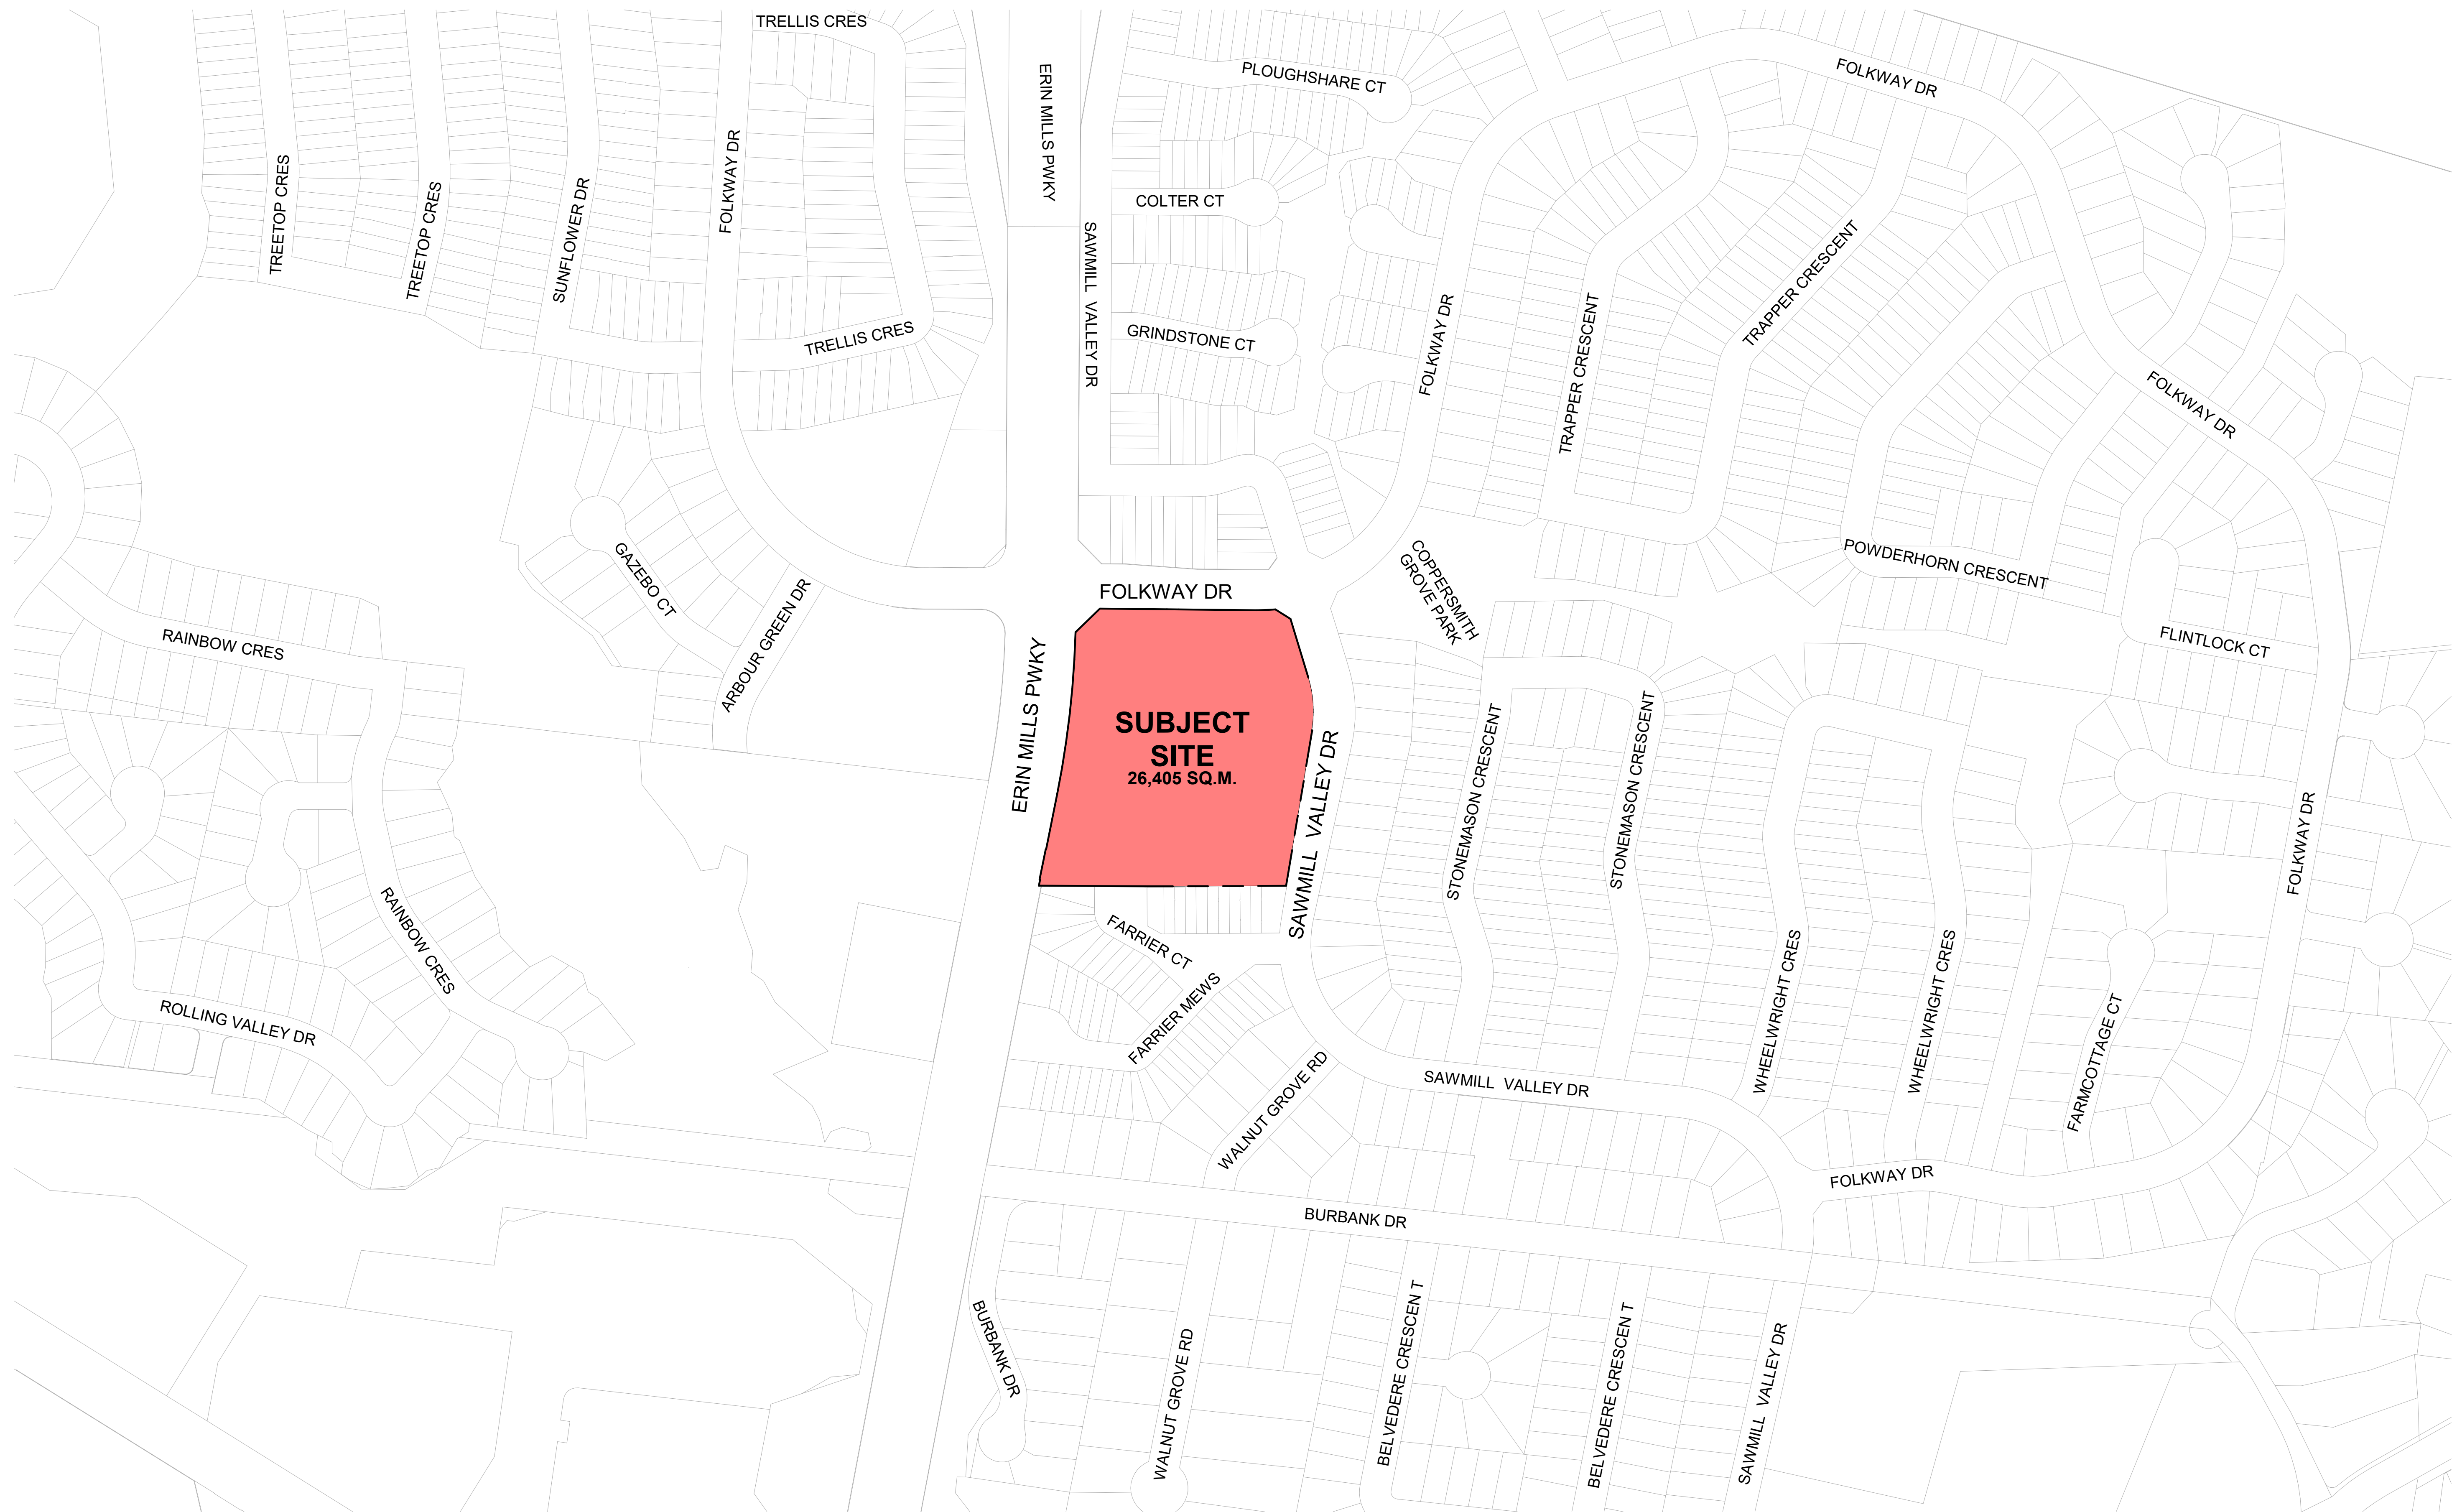 TRELLIS CRES
ERIN MILLS PWKY
PLOUGHSHARE CT
FOLKWAY DR
TREETOP CRES
TREETOP CRES
SUNFLOWER DR
FOLKWAY DR
COLTER CT
SAWMILL VALLEY DR
TRELLIS CRES
GRINDSTONE CT
FOLKWAY DR
TRAPPER CRESCENT
TRAPPER CRESCENT
FOLKWAY DR
GAZEBO CT
ARBOUR GREEN DR
FOLKWAY DR
COPPERSMITH
GROVE PARK
POWDERHORN CRESCENT
FLINTLOCK CT
RAINBOW CRES
ERIN MILLS PWKY
SUBJECT
SITE
26,405 SQ.M.
SAWMILL VALLEY DR
STONEMASON CRESCENT
STONEMASON CRESCENT
FOLKWAY DR
RAINBOW CRES
FARRIER CT
FARRIER MEWS
WHEELWRIGHT CRES
WHEELWRIGHT CRES
FARMCOTTAGE CT
ROLLING VALLEY DR
WALNUT GROVE RD
SAWMILL VALLEY DR
FOLKWAY DR
BURBANK DR
BURBANK DR
WALNUT GROVE RD
BELVEDERE CRESCEN T
BELVEDERE CRESCEN T
SAWMILL VALLEY DR